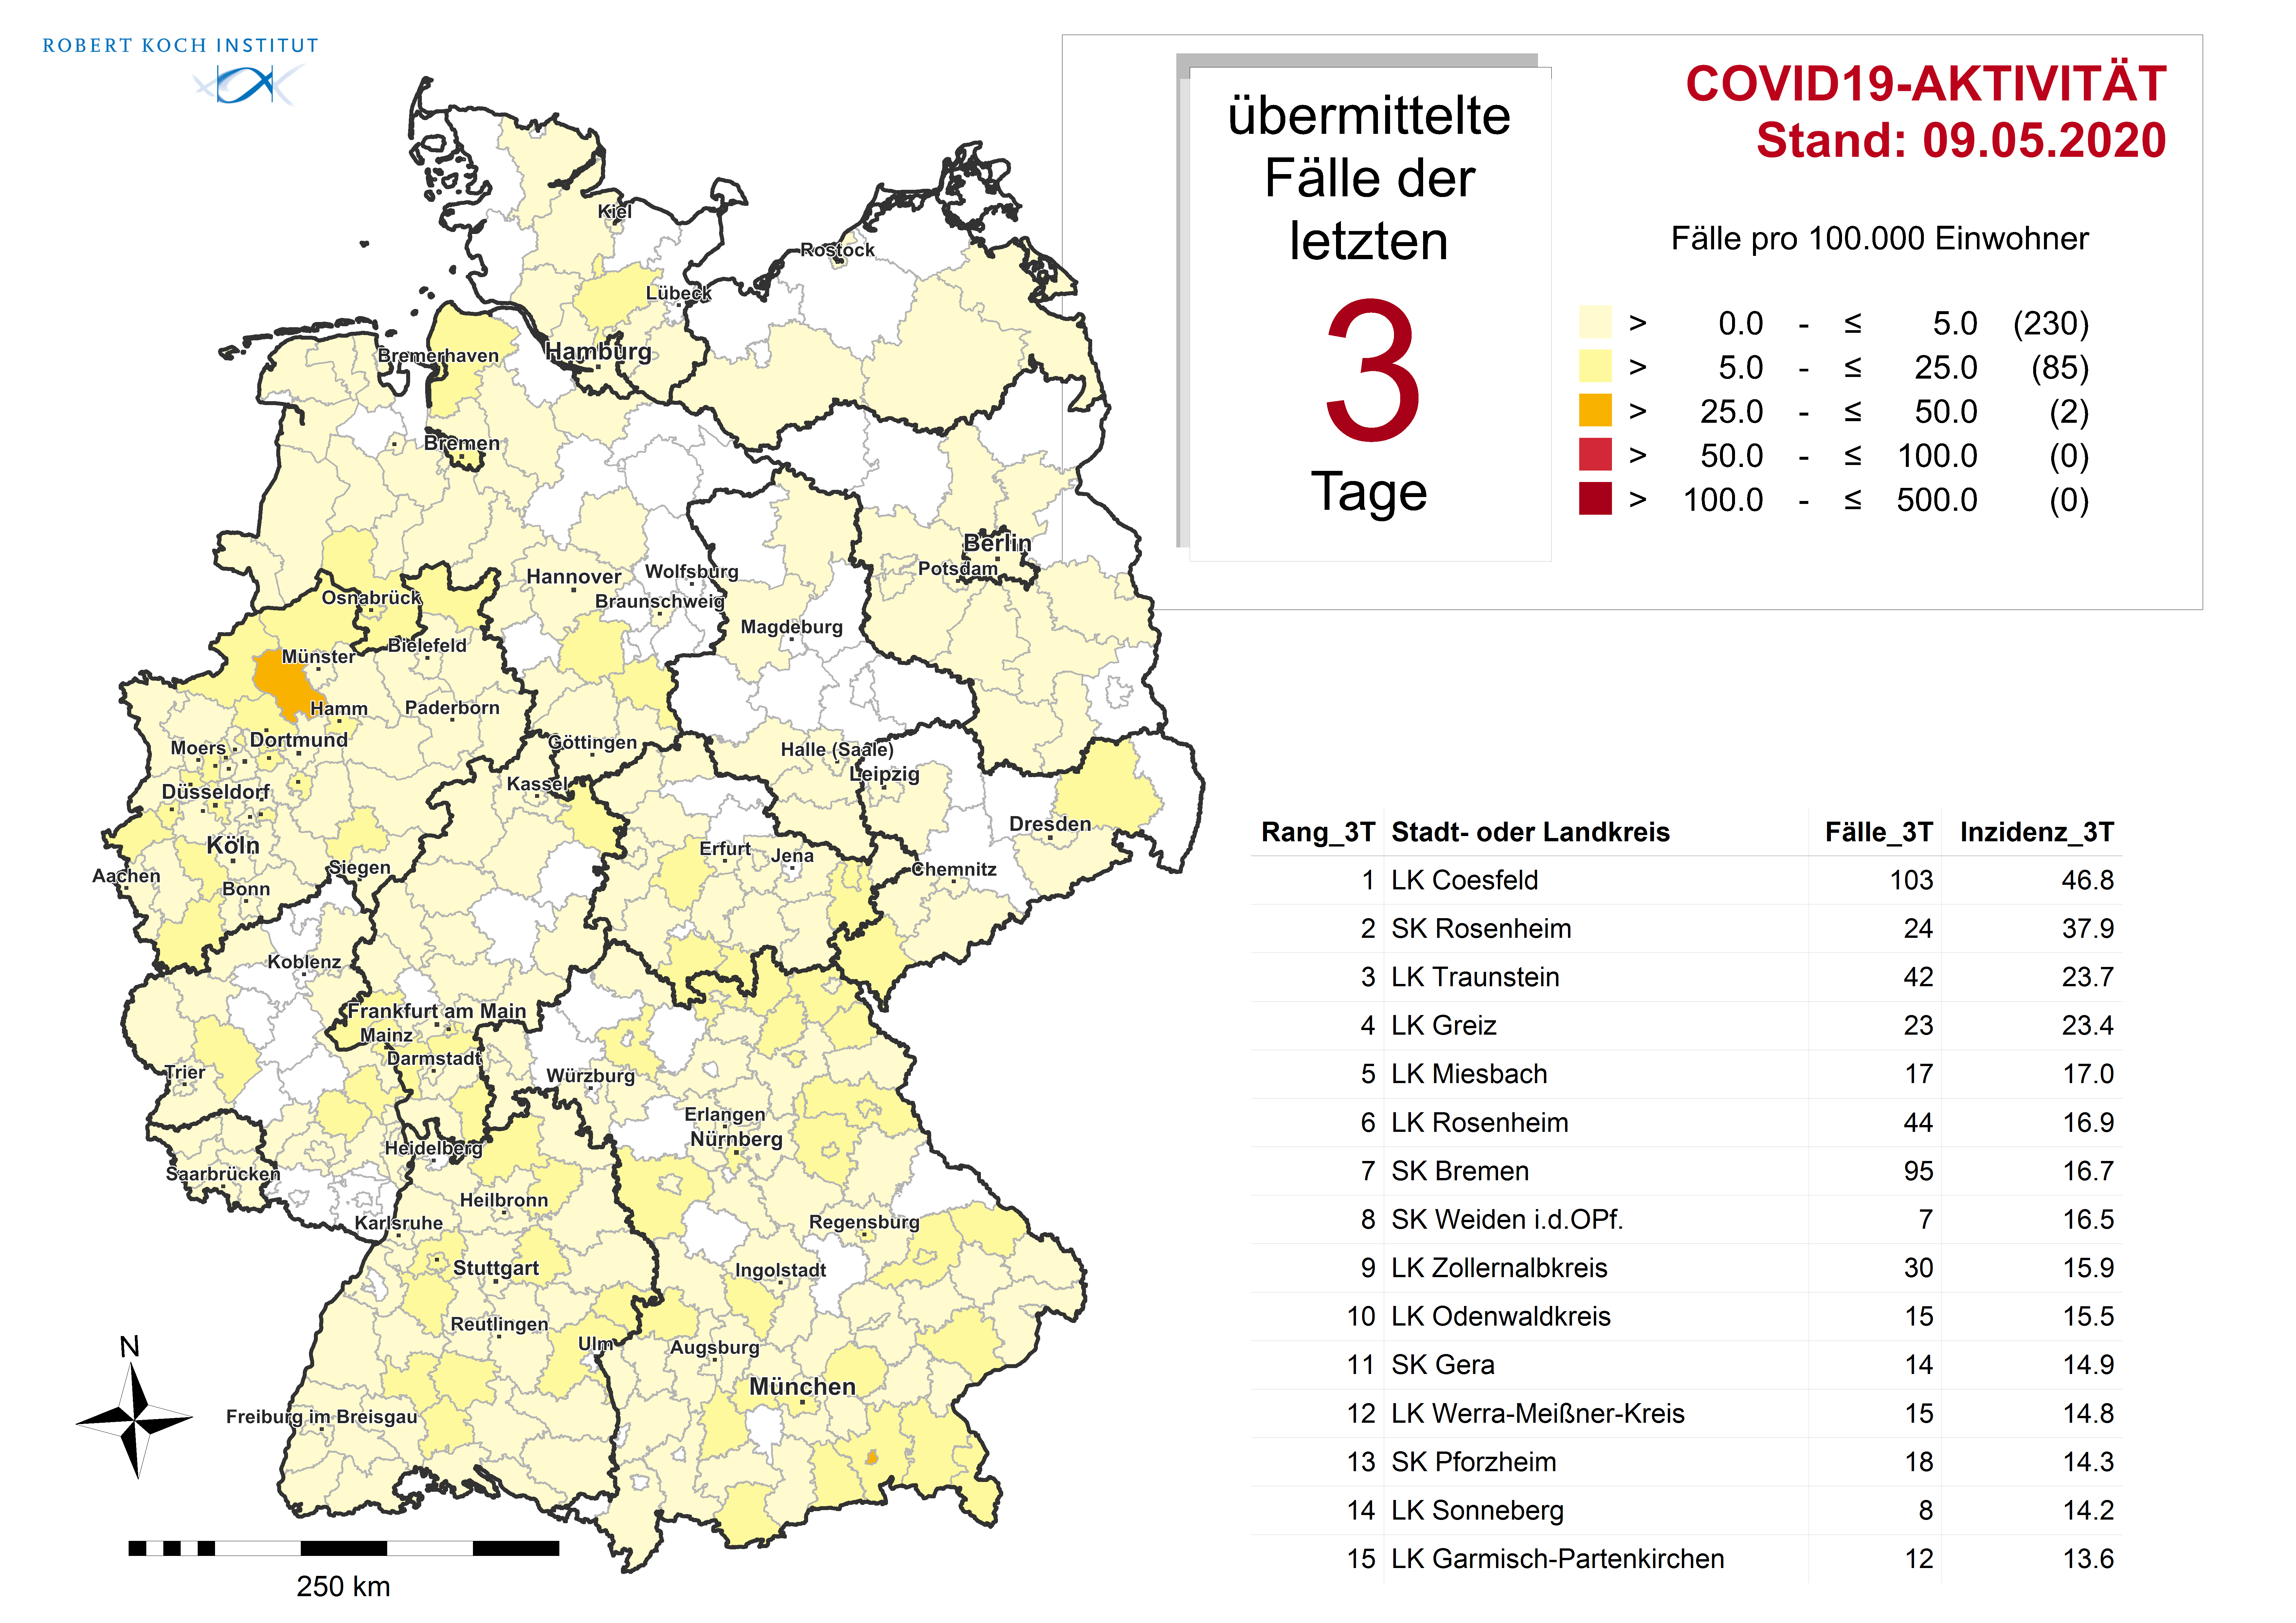 ROBERT KOCH INSTITUT
übermittelte
Fälle der
letzten
3
Tage
COVID19-AKTIVITÄT
Stand: 09.05.2020
Fälle pro 100.000 Einwohner
> 0.0 - ≤ 5.0 (230)
> 5.0 - ≤ 25.0 (85)
> 25.0 - ≤ 50.0 (2)
> 50.0 - ≤ 100.0 (0)
> 100.0 - ≤ 500.0 (0)
Kiel
Rostock
Lübeck
Bremerhaven
Hamburg
Bremen
Berlin
Potsdam
Hannover
Wolfsburg
Osnabrück
Braunschweig
Magdeburg
Bielefeld
Münster
Hamm
Paderborn
Moers
Dortmund
Göttingen
Halle (Saale)
Leipzig
Kassel
Düsseldorf
Dresden
Köln
Erfurt
Jena
Siegen
Chemnitz
Aachen
Bonn
Koblenz
Frankfurt am Main
Mainz
Darmstadt
Trier
Würzburg
Erlangen
Nürnberg
Heidelberg
Saarbrücken
Heilbronn
Karlsruhe
Regensburg
Stuttgart
Ingolstadt
Reutlingen
Ulm
Augsburg
München
Freiburg im Breisgau
N
250 km
Rang_3T Stadt- oder Landkreis Fälle_3T Inzidenz_3T
1 LK Coesfeld 103 46.8
2 SK Rosenheim 24 37.9
3 LK Traunstein 42 23.7
4 LK Greiz 23 23.4
5 LK Miesbach 17 17.0
6 LK Rosenheim 44 16.9
7 SK Bremen 95 16.7
8 SK Weiden i.d.OPf. 7 16.5
9 LK Zollernalbkreis 30 15.9
10 LK Odenwaldkreis 15 15.5
11 SK Gera 14 14.9
12 LK Werra-Meißner-Kreis 15 14.8
13 SK Pforzheim 18 14.3
14 LK Sonneberg 8 14.2
15 LK Garmisch-Partenkirchen 12 13.6